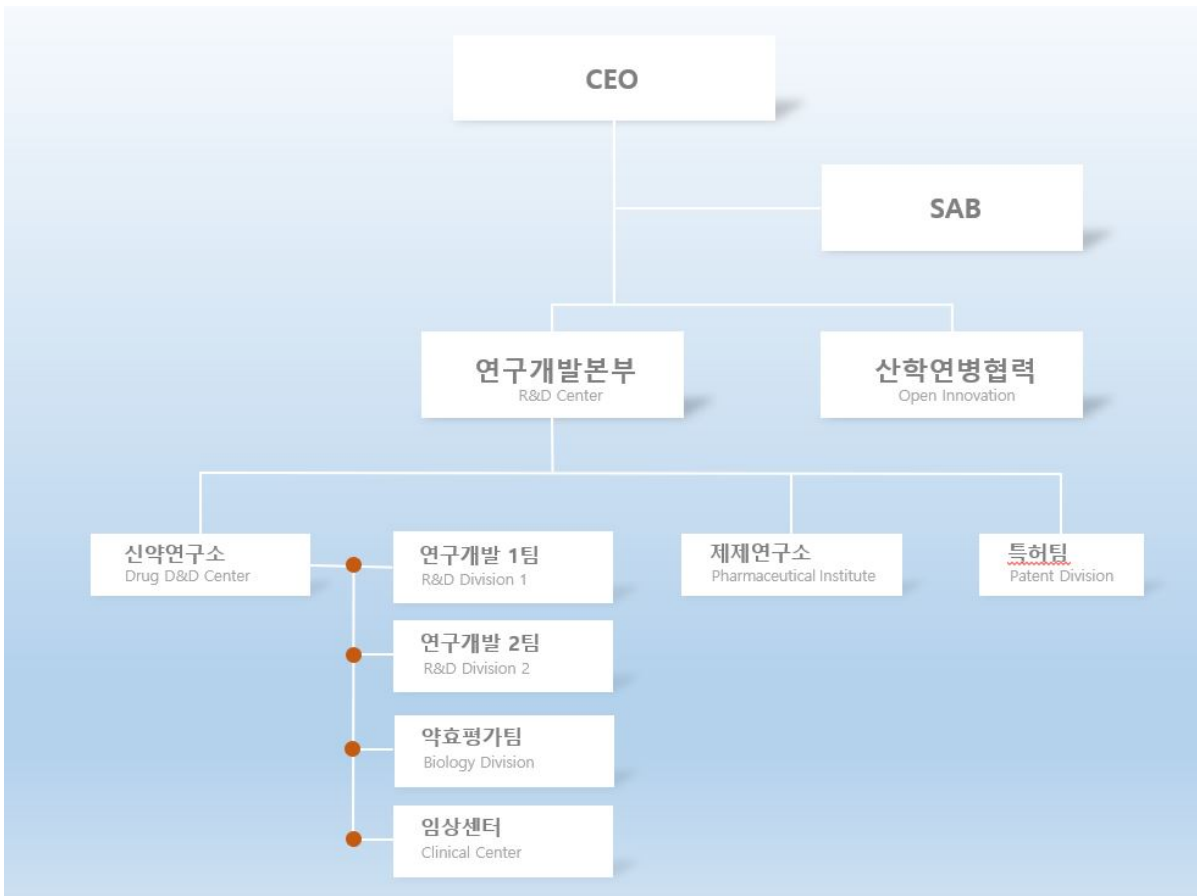 CEO
SAB
연구개발본부
R&D Center
산학연병협력
Open Innovation
신약연구소
Drug D&D Center
연구개발 1팀
R&D Division 1
연구개발 2팀
R&D Division 2
약효평가팀
Biology Division
임상센터
Clinical Center
제제연구소
Pharmaceutical Institute
특허팀
Patent Division